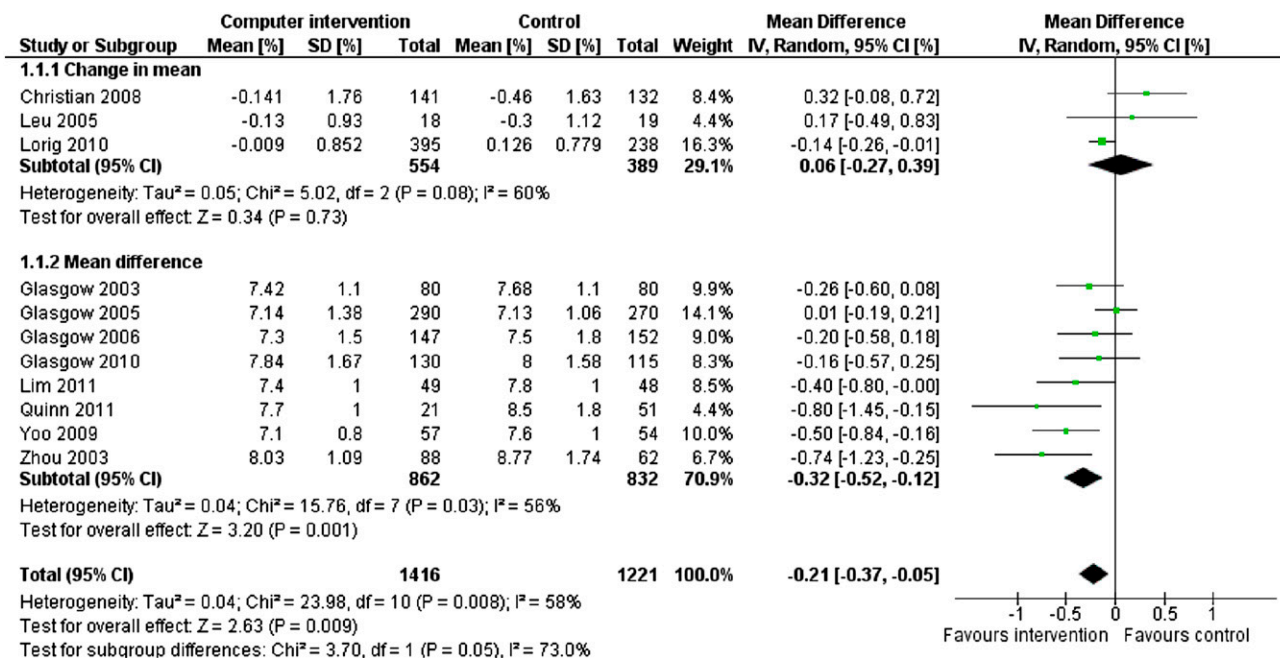 Computer intervention Control Mean Difference Mean Difference
Study or Subgroup Mean [%] SD [%] Total Mean [%] SD [%] Total Weight IV, Random, 95% CI [%] IV, Random, 95% CI [%]
1.1.1 Change in mean
Christian 2008 -0.141 1.76 141 -0.46 1.63 132 8.4% 0.32 [-0.08, 0.72]
Leu 2005 -0.13 0.93 18 -0.3 1.12 19 4.4% 0.17 [-0.49, 0.83]
Lorig 2010 -0.009 0.852 395 0.126 0.779 238 16.3% -0.14 [-0.26, -0.01]
Subtotal (95% CI) 554 389 29.1% 0.06 [-0.27, 0.39]
Heterogeneity: Tau² = 0.05; Chi² = 5.02, df = 2 (P = 0.08); I² = 60%
Test for overall effect: Z = 0.34 (P = 0.73)
1.1.2 Mean difference
Glasgow 2003 7.42 1.1 80 7.68 1.1 80 9.9% -0.26 [-0.60, 0.08]
Glasgow 2005 7.14 1.38 290 7.13 1.06 270 14.1% 0.01 [-0.19, 0.21]
Glasgow 2006 7.3 1.5 147 7.5 1.8 152 9.0% -0.20 [-0.58, 0.18]
Glasgow 2010 7.84 1.67 130 8 1.58 115 8.3% -0.16 [-0.57, 0.25]
Lim 2011 7.4 1 49 7.8 1 48 8.5% -0.40 [-0.80, -0.00]
Quinn 2011 7.7 1 21 8.5 1.8 51 4.4% -0.80 [-1.45, -0.15]
Yoo 2009 7.1 0.8 57 7.6 1 54 10.0% -0.50 [-0.84, -0.16]
Zhou 2003 8.03 1.09 88 8.77 1.74 62 6.7% -0.74 [-1.23, -0.25]
Subtotal (95% CI) 862 832 70.9% -0.32 [-0.52, -0.12]
Heterogeneity: Tau² = 0.04; Chi² = 15.76, df = 7 (P = 0.03); I² = 56%
Test for overall effect: Z = 3.20 (P = 0.001)
Total (95% CI) 1416 1221 100.0% -0.21 [-0.37, -0.05]
Heterogeneity: Tau² = 0.04; Chi² = 23.98, df = 10 (P = 0.008); I² = 58%
Test for overall effect: Z = 2.63 (P = 0.009)
Test for subgroup differences: Chi² = 3.70, df = 1 (P = 0.05), I² = 73.0%
-1 -0.5 0 0.5 1
Favours intervention Favours control